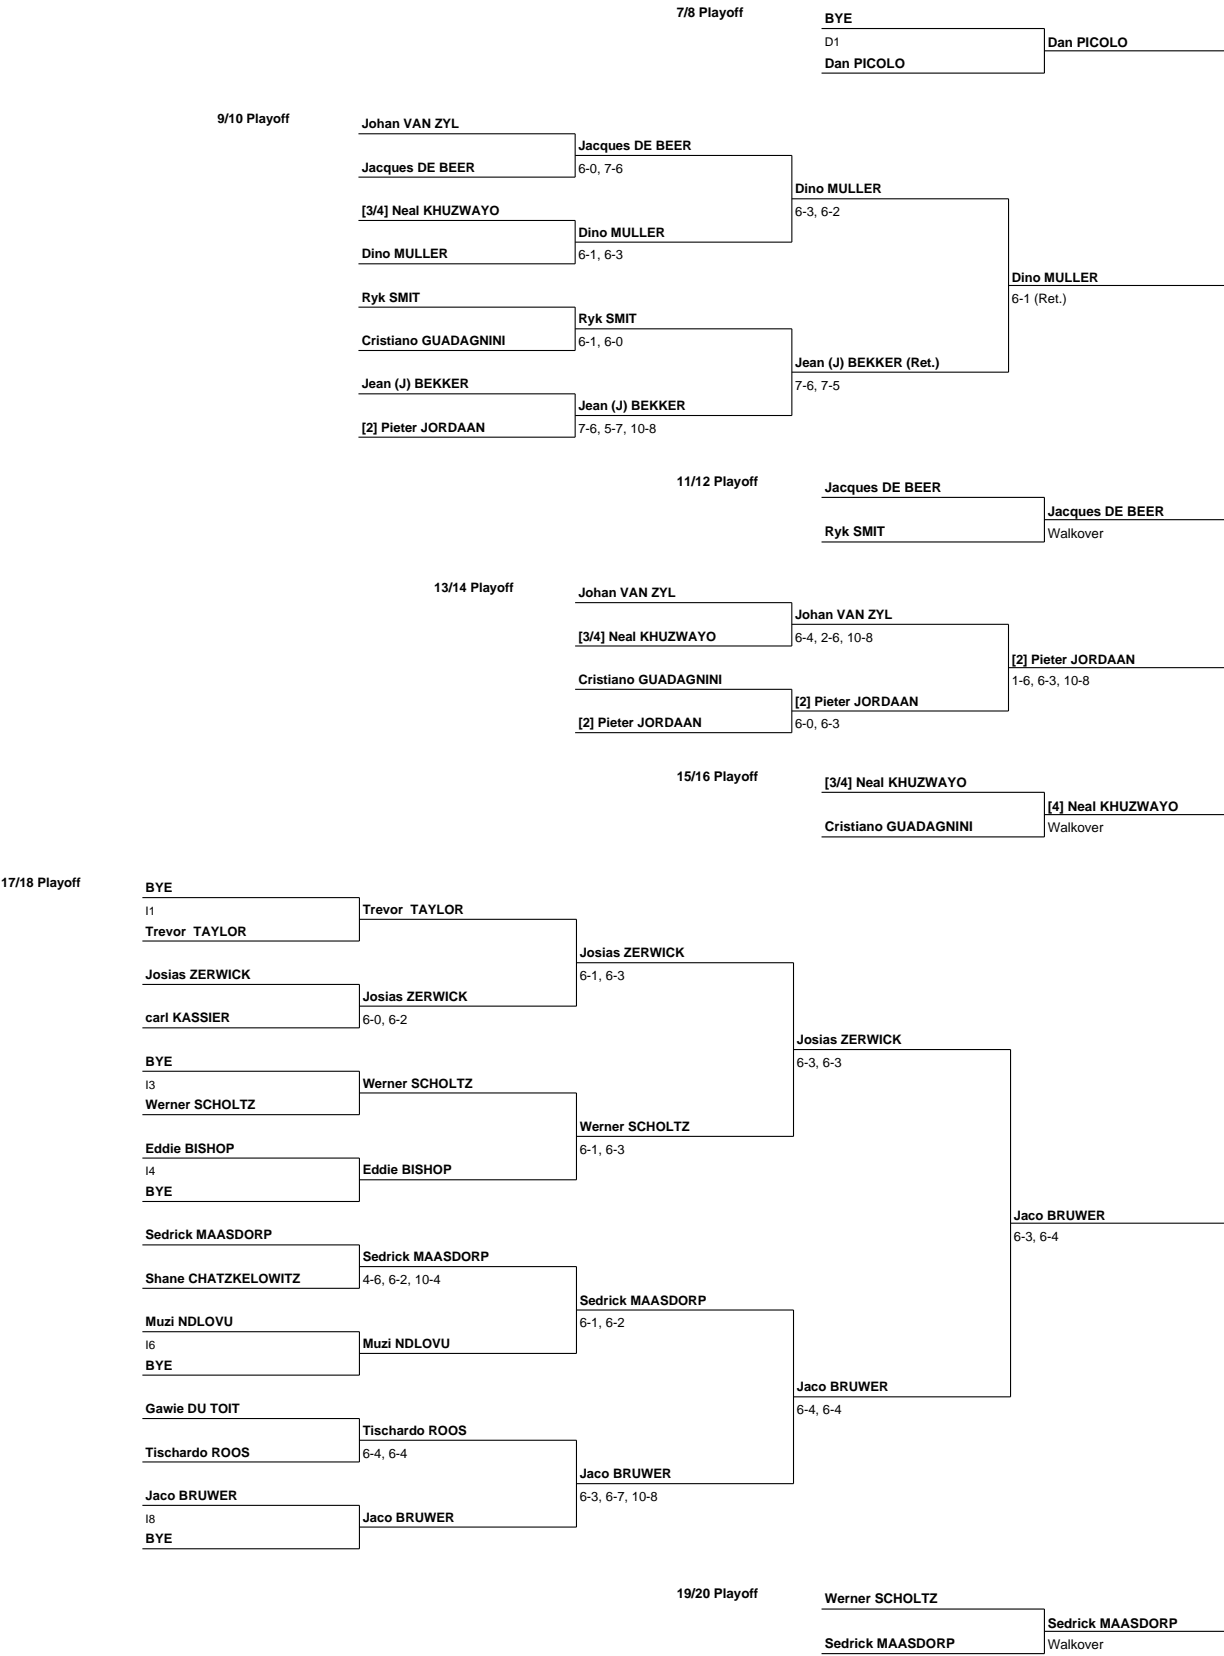 7/8 Playoff
BYE
D1
Dan PICOLO
Dan PICOLO
9/10 Playoff
Johan VAN ZYL
Jacques DE BEER
Jacques DE BEER
6-0, 7-6
Dino MULLER
6-3, 6-2
[3/4] Neal KHUZWAYO
Dino MULLER
Dino MULLER
6-1, 6-3
Dino MULLER
6-1 (Ret.)
Ryk SMIT
Ryk SMIT
Cristiano GUADAGNINI
6-1, 6-0
Jean (J) BEKKER (Ret.)
7-6, 7-5
Jean (J) BEKKER
Jean (J) BEKKER
[2] Pieter JORDAAN
7-6, 5-7, 10-8
11/12 Playoff
Jacques DE BEER
Jacques DE BEER
Ryk SMIT
Walkover
13/14 Playoff
Johan VAN ZYL
Johan VAN ZYL
[3/4] Neal KHUZWAYO
6-4, 2-6, 10-8
[2] Pieter JORDAAN
1-6, 6-3, 10-8
Cristiano GUADAGNINI
[2] Pieter JORDAAN
[2] Pieter JORDAAN
6-0, 6-3
15/16 Playoff
[3/4] Neal KHUZWAYO
[4] Neal KHUZWAYO
Cristiano GUADAGNINI
Walkover
17/18 Playoff
BYE
I1
Trevor TAYLOR
Trevor TAYLOR
Josias ZERWICK
6-1, 6-3
Josias ZERWICK
Josias ZERWICK
carl KASSIER
6-0, 6-2
Josias ZERWICK
6-3, 6-3
BYE
I3
Werner SCHOLTZ
Werner SCHOLTZ
Werner SCHOLTZ
6-1, 6-3
Eddie BISHOP
I4
Eddie BISHOP
BYE
Jaco BRUWER
6-3, 6-4
Sedrick MAASDORP
Sedrick MAASDORP
Shane CHATZKELOWITZ
4-6, 6-2, 10-4
Sedrick MAASDORP
6-1, 6-2
Muzi NDLOVU
I6
Muzi NDLOVU
BYE
Jaco BRUWER
6-4, 6-4
Gawie DU TOIT
Tischardo ROOS
Tischardo ROOS
6-4, 6-4
Jaco BRUWER
6-3, 6-7, 10-8
Jaco BRUWER
I8
Jaco BRUWER
BYE
19/20 Playoff
Werner SCHOLTZ
Sedrick MAASDORP
Sedrick MAASDORP
Walkover